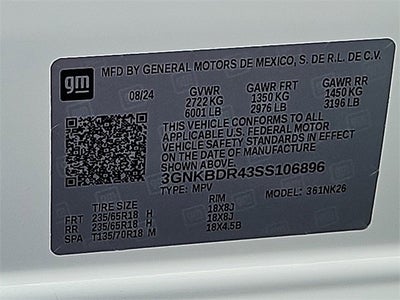 gm
MFD BY GENERAL MOTORS DE MEXICO, S. DE R.L. DE C.V.
08/24 GVWR GAWR FRT GAWR RR
2722 KG 1350 KG 1450 KG
6001 LB 2976 LB 3196 LB
THIS VEHICLE CONFORMS TO ALL
APPLICABLE U.S. FEDERAL MOTOR
VEHICLE SAFETY STANDARDS IN EFFECT
ON THE DATE OF MANUFACTURE
SHOWN ABOVE.
3GNKBDR43SS106896
TYPE: MPV MODEL: 361NK26
TIRE SIZE RIM
FRT 235/65R18 H 18X8J
RR 235/65R18 H 18X8J
SPA T135/70R18 M 18X4.5B